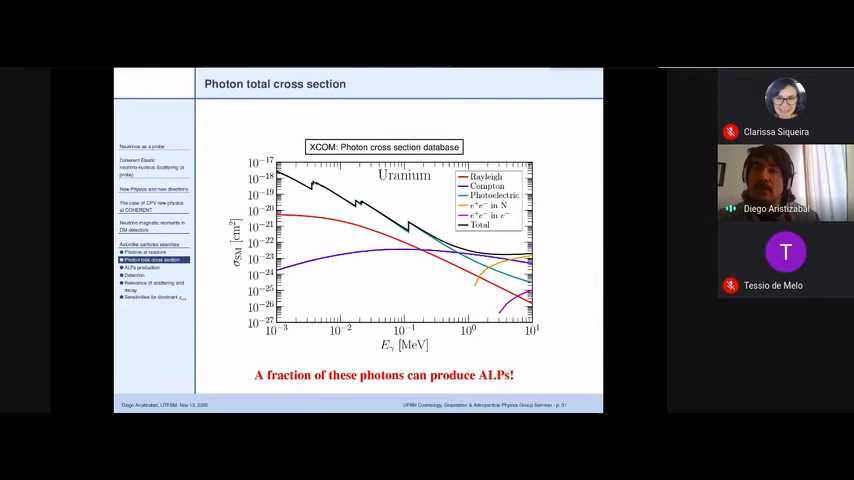 Photon total cross section
Neutrinos as a probe
Coherent Elastic
neutrino-nucleus Scattering (a
probe)
New Physics and new directions
The case of CPV new physics
at COHERENT
Neutrino magnetic moments in
DM detectors
Axionlike particles searches
Photons at reactors
Photon total cross section
ALPs production
Detection
Relevance of scattering and
decay
Sensitivities for dominant
XCOM: Photon cross section database
Uranium
Rayleigh
Compton
Photoelectric
e⁺e⁻ in N
e⁺e⁻ in e⁻
Total
10⁻¹⁷
10⁻¹⁸
10⁻¹⁹
10⁻²⁰
10⁻²¹
10⁻²²
10⁻²³
10⁻²⁴
10⁻²⁵
10⁻²⁶
10⁻²⁷
σSM [cm²]
10⁻³ 10⁻² 10⁻¹ 10⁰ 10¹
Eγ [MeV]
A fraction of these photons can produce ALPs!
Diego Aristizabal, UTFSM, Nov 13, 2020
UFRN Cosmology, Gravitation & Astroparticle Physics Group Seminar - p. 31
Clarissa Siqueira
Diego Aristizabal
T
Tessio de Melo